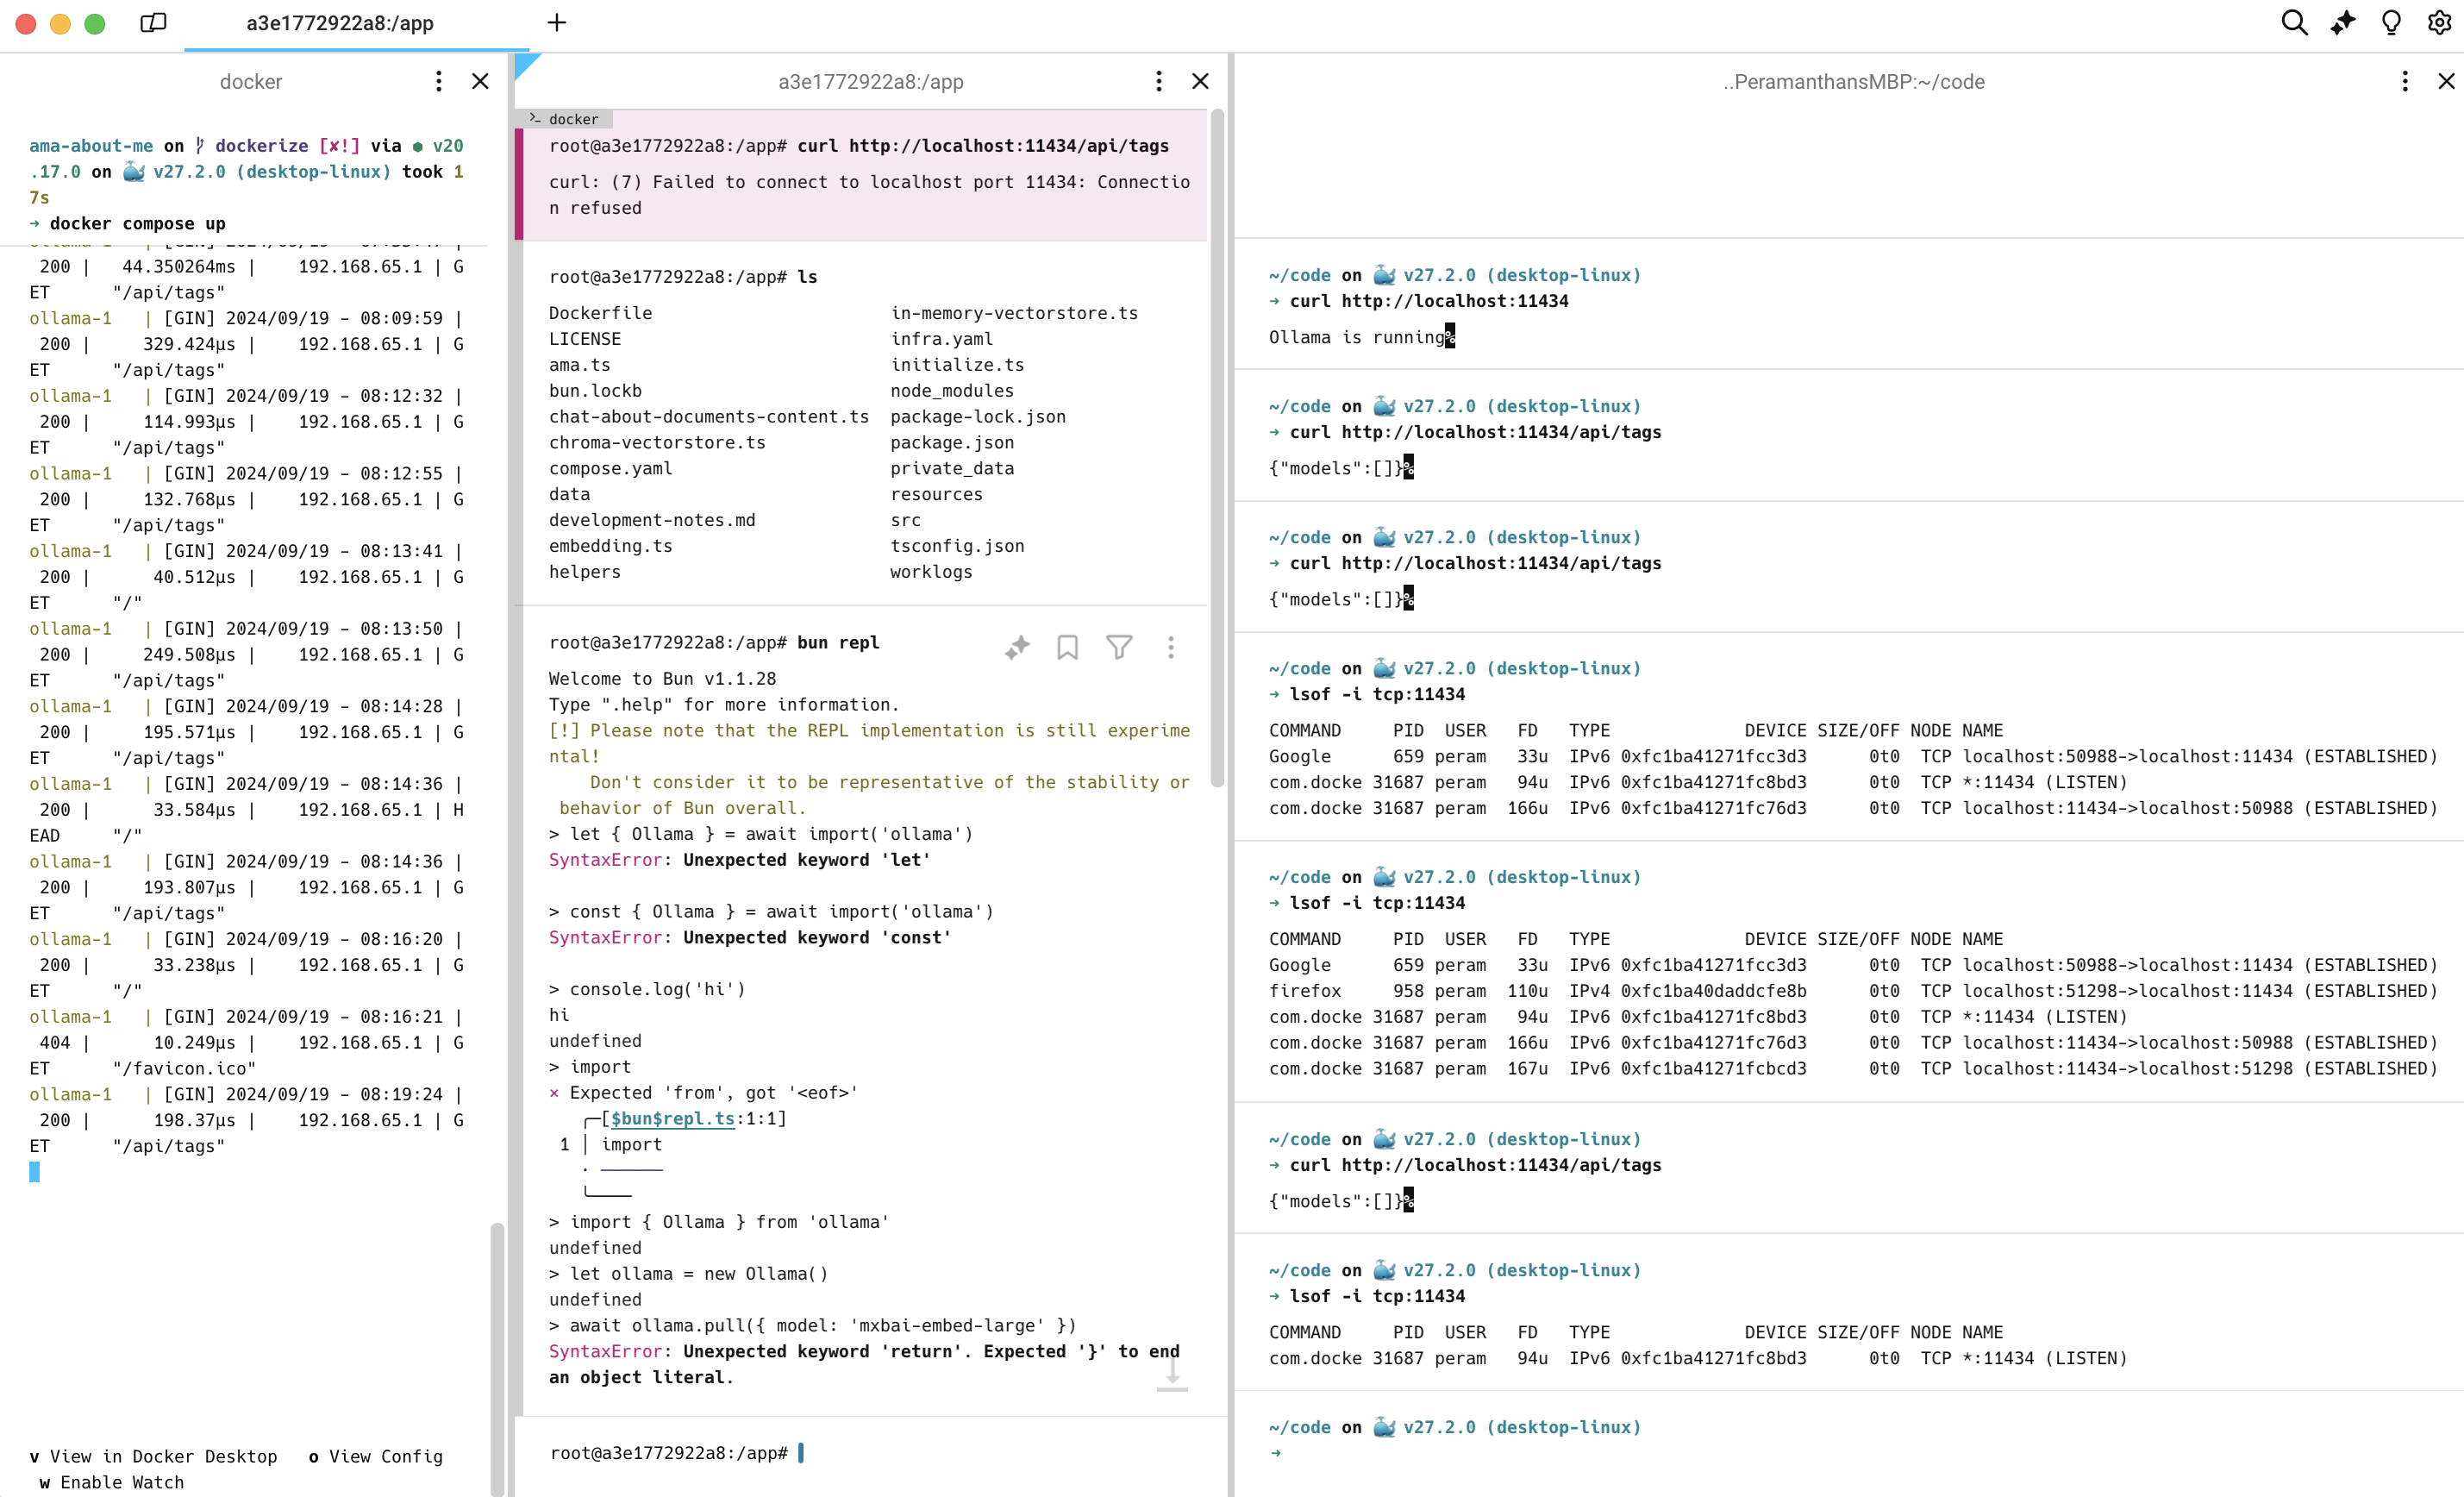 a3e1772922a8:/app
docker
ama-about-me on dockerize [✘!] via v20
.17.0 on 🐳 v27.2.0 (desktop-linux) took 1
7s
→ docker compose up
200 | 44.350264ms | 192.168.65.1 | G
ET "/api/tags"
ollama-1 | [GIN] 2024/09/19 - 08:09:59 |
200 | 329.424µs | 192.168.65.1 | G
ET "/api/tags"
ollama-1 | [GIN] 2024/09/19 - 08:12:32 |
200 | 114.993µs | 192.168.65.1 | G
ET "/api/tags"
ollama-1 | [GIN] 2024/09/19 - 08:12:55 |
200 | 132.768µs | 192.168.65.1 | G
ET "/api/tags"
ollama-1 | [GIN] 2024/09/19 - 08:13:41 |
200 | 40.512µs | 192.168.65.1 | G
ET "/"
ollama-1 | [GIN] 2024/09/19 - 08:13:50 |
200 | 249.508µs | 192.168.65.1 | G
ET "/api/tags"
ollama-1 | [GIN] 2024/09/19 - 08:14:28 |
200 | 195.571µs | 192.168.65.1 | G
ET "/api/tags"
ollama-1 | [GIN] 2024/09/19 - 08:14:36 |
200 | 33.584µs | 192.168.65.1 | H
EAD "/"
ollama-1 | [GIN] 2024/09/19 - 08:14:36 |
200 | 193.807µs | 192.168.65.1 | G
ET "/api/tags"
ollama-1 | [GIN] 2024/09/19 - 08:16:20 |
200 | 33.238µs | 192.168.65.1 | G
ET "/"
ollama-1 | [GIN] 2024/09/19 - 08:16:21 |
404 | 10.249µs | 192.168.65.1 | G
ET "/favicon.ico"
ollama-1 | [GIN] 2024/09/19 - 08:19:24 |
200 | 198.37µs | 192.168.65.1 | G
ET "/api/tags"
v View in Docker Desktop o View Config
w Enable Watch
a3e1772922a8:/app
docker
root@a3e1772922a8:/app# curl http://localhost:11434/api/tags
curl: (7) Failed to connect to localhost port 11434: Connectio
n refused
root@a3e1772922a8:/app# ls
Dockerfile in-memory-vectorstore.ts
LICENSE infra.yaml
ama.ts initialize.ts
bun.lockb node_modules
chat-about-documents-content.ts package-lock.json
chroma-vectorstore.ts package.json
compose.yaml private_data
data resources
development-notes.md src
embedding.ts tsconfig.json
helpers worklogs
root@a3e1772922a8:/app# bun repl
Welcome to Bun v1.1.28
Type ".help" for more information.
[!] Please note that the REPL implementation is still experime
ntal!
Don't consider it to be representative of the stability or
behavior of Bun overall.
> let { Ollama } = await import('ollama')
SyntaxError: Unexpected keyword 'let'
> const { Ollama } = await import('ollama')
SyntaxError: Unexpected keyword 'const'
> console.log('hi')
hi
undefined
> import
× Expected 'from', got '<eof>'
╭─[$bun$repl.ts:1:1]
1 │ import
· ──────
╰────
> import { Ollama } from 'ollama'
undefined
> let ollama = new Ollama()
undefined
> await ollama.pull({ model: 'mxbai-embed-large' })
SyntaxError: Unexpected keyword 'return'. Expected '}' to end
an object literal.
root@a3e1772922a8:/app#
..PeramanthansMBP:~/code
~/code on 🐳 v27.2.0 (desktop-linux)
→ curl http://localhost:11434
Ollama is running%
~/code on 🐳 v27.2.0 (desktop-linux)
→ curl http://localhost:11434/api/tags
{"models":[]}%
~/code on 🐳 v27.2.0 (desktop-linux)
→ curl http://localhost:11434/api/tags
{"models":[]}%
~/code on 🐳 v27.2.0 (desktop-linux)
→ lsof -i tcp:11434
COMMAND PID USER FD TYPE DEVICE SIZE/OFF NODE NAME
Google 659 peram 33u IPv6 0xfc1ba41271fcc3d3 0t0 TCP localhost:50988->localhost:11434 (ESTABLISHED)
com.docke 31687 peram 94u IPv6 0xfc1ba41271fc8bd3 0t0 TCP *:11434 (LISTEN)
com.docke 31687 peram 166u IPv6 0xfc1ba41271fc76d3 0t0 TCP localhost:11434->localhost:50988 (ESTABLISHED)
~/code on 🐳 v27.2.0 (desktop-linux)
→ lsof -i tcp:11434
COMMAND PID USER FD TYPE DEVICE SIZE/OFF NODE NAME
Google 659 peram 33u IPv6 0xfc1ba41271fcc3d3 0t0 TCP localhost:50988->localhost:11434 (ESTABLISHED)
firefox 958 peram 110u IPv4 0xfc1ba40daddcfe8b 0t0 TCP localhost:51298->localhost:11434 (ESTABLISHED)
com.docke 31687 peram 94u IPv6 0xfc1ba41271fc8bd3 0t0 TCP *:11434 (LISTEN)
com.docke 31687 peram 166u IPv6 0xfc1ba41271fc76d3 0t0 TCP localhost:11434->localhost:50988 (ESTABLISHED)
com.docke 31687 peram 167u IPv6 0xfc1ba41271fcbcd3 0t0 TCP localhost:11434->localhost:51298 (ESTABLISHED)
~/code on 🐳 v27.2.0 (desktop-linux)
→ curl http://localhost:11434/api/tags
{"models":[]}%
~/code on 🐳 v27.2.0 (desktop-linux)
→ lsof -i tcp:11434
COMMAND PID USER FD TYPE DEVICE SIZE/OFF NODE NAME
com.docke 31687 peram 94u IPv6 0xfc1ba41271fc8bd3 0t0 TCP *:11434 (LISTEN)
~/code on 🐳 v27.2.0 (desktop-linux)
→